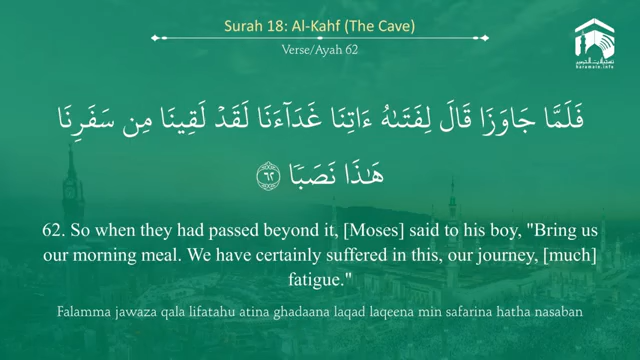 Surah 18: Al-Kahf (The Cave)
Verse/Ayah 62
فَلَمَّا جَاوَزَا قَالَ لِفَتَىٰهُ ءَاتِنَا غَدَآءَنَا لَقَدْ لَقِينَا مِن سَفَرِنَا
هَٰذَا نَصَبًا ٦٢
62. So when they had passed beyond it, [Moses] said to his boy, "Bring us
our morning meal. We have certainly suffered in this, our journey, [much]
fatigue."
Falamma jawaza qala lifatahu atina ghadaana laqad laqeena min safarina hatha nasaban